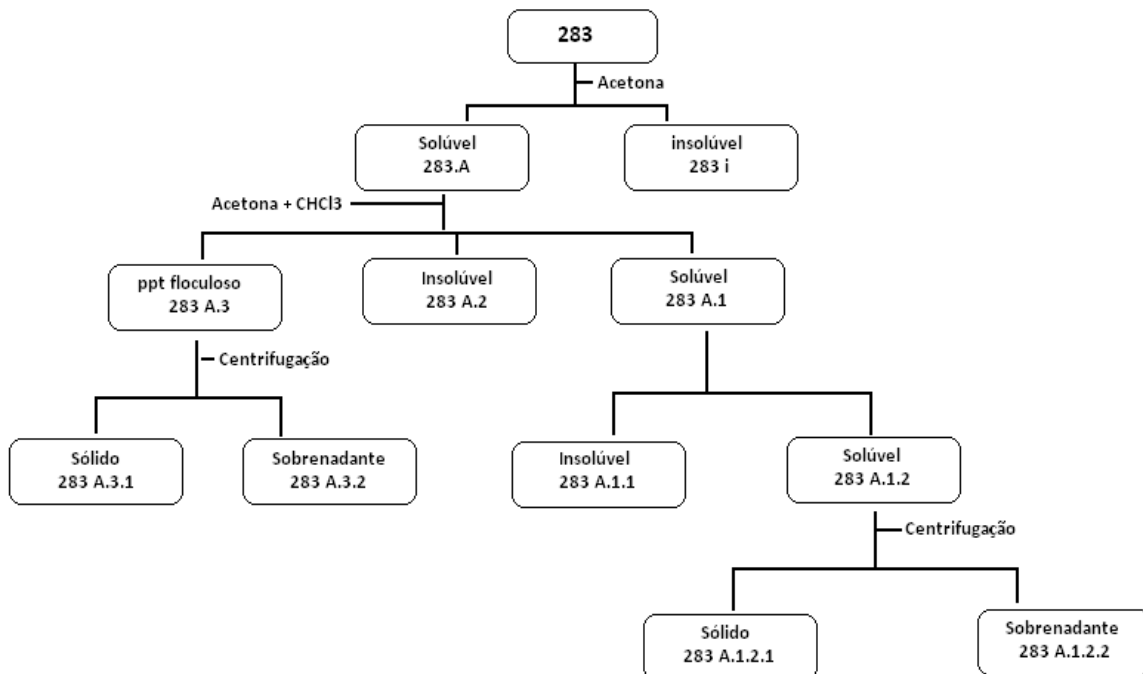 283
Acetona
Solúvel
283.A
insolúvel
283 i
Acetona + CHCl3
ppt floculoso
283 A.3
Insolúvel
283 A.2
Solúvel
283 A.1
Centrifugação
Sólido
283 A.3.1
Sobrenadante
283 A.3.2
Insolúvel
283 A.1.1
Solúvel
283 A.1.2
Centrifugação
Sólido
283 A.1.2.1
Sobrenadante
283 A.1.2.2